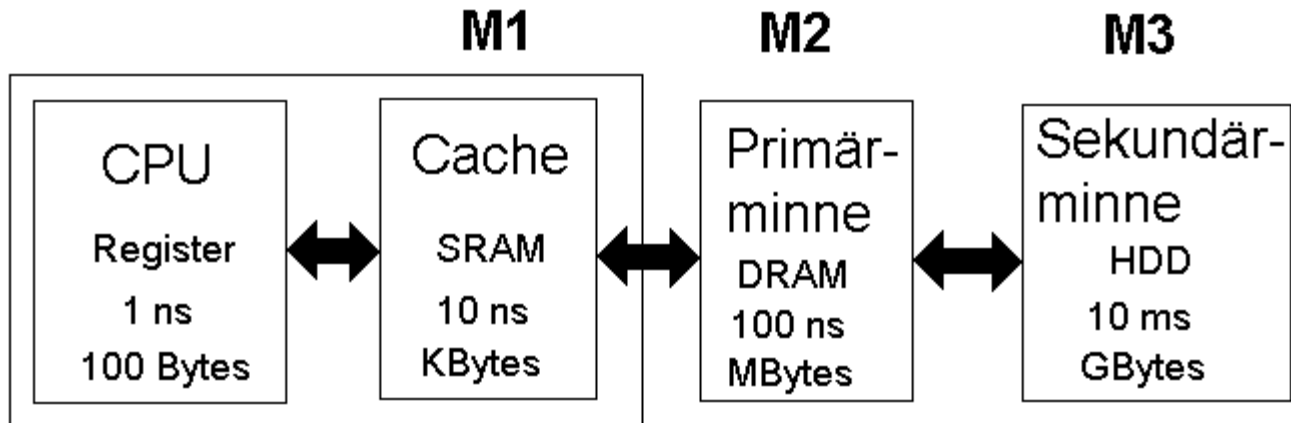 M1
M2
M3
CPU
Register
1 ns
100 Bytes
Cache
SRAM
10 ns
KBytes
Primär-
minne
DRAM
100 ns
MBytes
Sekundär-
minne
HDD
10 ms
GBytes